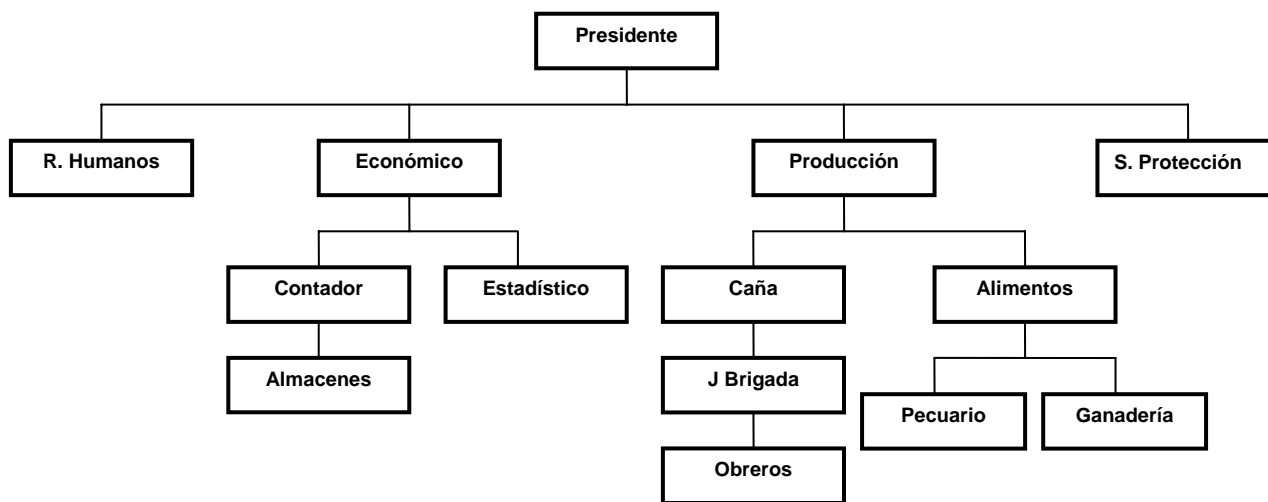 Presidente
R. Humanos
Económico
Producción
S. Protección
Contador
Estadístico
Caña
Alimentos
Almacenes
J Brigada
Pecuario
Ganadería
Obreros